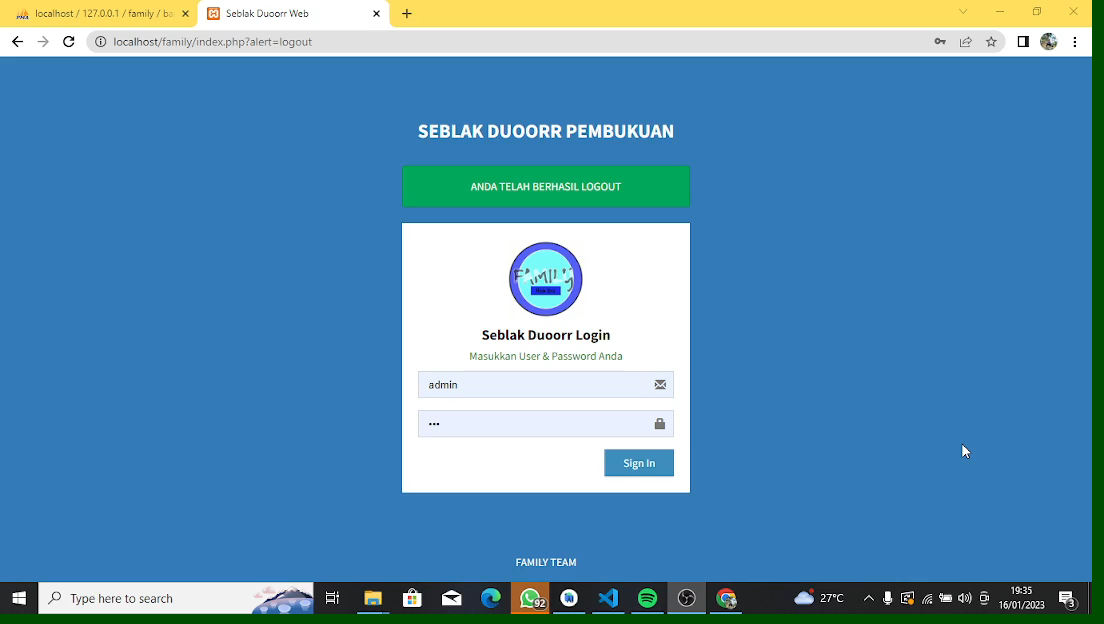 localhost / 127.0.0.1 / family / ba
Seblak Duoorr Web
localhost/family/index.php?alert=logout
SEBLAK DUOORR PEMBUKUAN
ANDA TELAH BERHASIL LOGOUT
FAMILY
Seblak Duoorr Login
Masukkan User & Password Anda
admin
•••
Sign In
FAMILY TEAM
Type here to search
92
27°C
19:35
16/01/2023
3